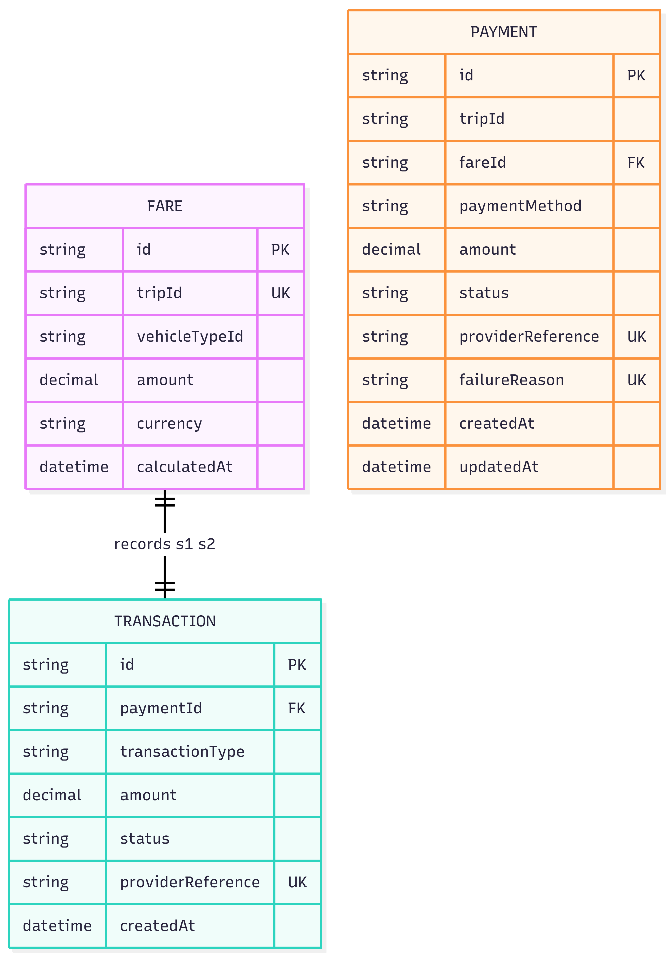 PAYMENT
string id PK
string tripId
string fareId FK
string paymentMethod
decimal amount
string status
string providerReference UK
string failureReason UK
datetime createdAt
datetime updatedAt
FARE
string id PK
string tripId UK
string vehicleTypeId
decimal amount
string currency
datetime calculatedAt
records s1 s2
TRANSACTION
string id PK
string paymentId FK
string transactionType
decimal amount
string status
string providerReference UK
datetime createdAt